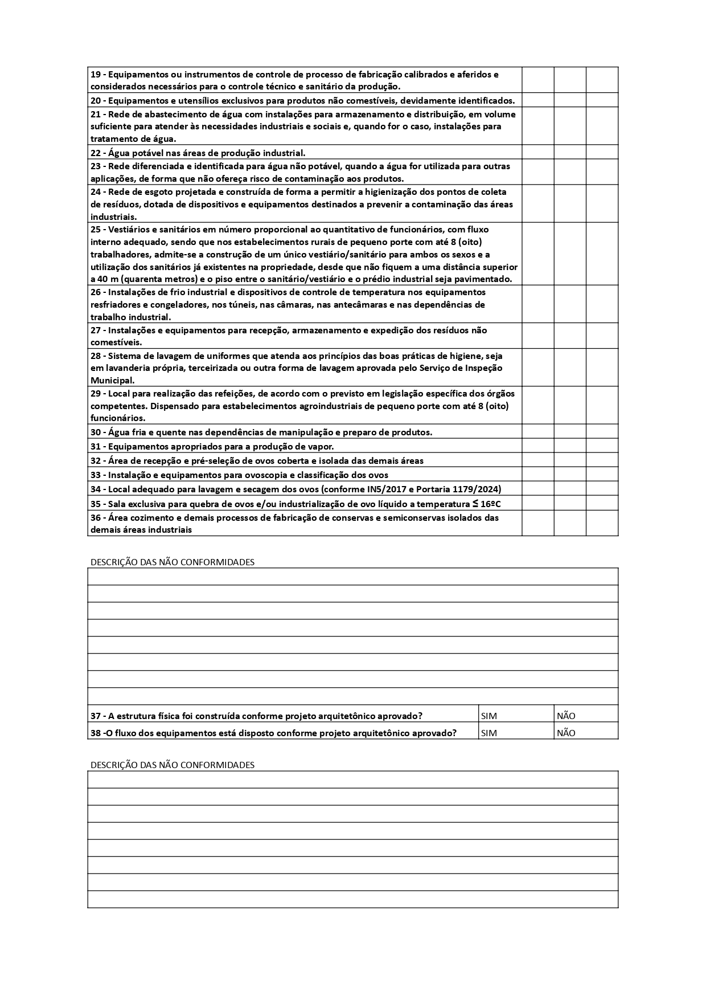 19 - Equipamentos ou instrumentos de controle de processo de fabricação calibrados e aferidos e
considerados necessários para o controle técnico e sanitário da produção.
20 - Equipamentos e utensílios exclusivos para produtos não comestíveis, devidamente identificados.
21 - Rede de abastecimento de água com instalações para armazenamento e distribuição, em volume
suficiente para atender às necessidades industriais e sociais e, quando for o caso, instalações para
tratamento de água.
22 - Água potável nas áreas de produção industrial.
23 - Rede diferenciada e identificada para água não potável, quando a água for utilizada para outras
aplicações, de forma que não ofereça risco de contaminação aos produtos.
24 - Rede de esgoto projetada e construída de forma a permitir a higienização dos pontos de coleta
de resíduos, dotada de dispositivos e equipamentos destinados a prevenir a contaminação das áreas
industriais.
25 - Vestiários e sanitários em número proporcional ao quantitativo de funcionários, com fluxo
interno adequado, sendo que nos estabelecimentos rurais de pequeno porte com até 8 (oito)
trabalhadores, admite-se a construção de um único vestiário/sanitário para ambos os sexos e a
utilização dos sanitários já existentes na propriedade, desde que não fiquem a uma distância superior
a 40 m (quarenta metros) e o piso entre o sanitário/vestiário e o prédio industrial seja pavimentado.
26 - Instalações de frio industrial e dispositivos de controle de temperatura nos equipamentos
resfriadores e congeladores, nos túneis, nas câmaras, nas antecâmaras e nas dependências de
trabalho industrial.
27 - Instalações e equipamentos para recepção, armazenamento e expedição dos resíduos não
comestíveis.
28 - Sistema de lavagem de uniformes que atenda aos princípios das boas práticas de higiene, seja
em lavanderia própria, terceirizada ou outra forma de lavagem aprovada pelo Serviço de Inspeção
Municipal.
29 - Local para realização das refeições, de acordo com o previsto em legislação específica dos órgãos
competentes. Dispensado para estabelecimentos agroindustriais de pequeno porte com até 8 (oito)
funcionários.
30 - Água fria e quente nas dependências de manipulação e preparo de produtos.
31 - Equipamentos apropriados para a produção de vapor.
32 - Área de recepção e pré-seleção de ovos coberta e isolada das demais áreas
33 - Instalação e equipamentos para ovoscopia e classificação dos ovos
34 - Local adequado para lavagem e secagem dos ovos (conforme IN5/2017 e Portaria 1179/2024)
35 - Sala exclusiva para quebra de ovos e/ou industrialização de ovo líquido a temperatura ≤ 16ºC
36 - Área cozimento e demais processos de fabricação de conservas e semiconservas isolados das
demais áreas industriais
DESCRIÇÃO DAS NÃO CONFORMIDADES
37 - A estrutura física foi construída conforme projeto arquitetônico aprovado? SIM NÃO
38 -O fluxo dos equipamentos está disposto conforme projeto arquitetônico aprovado? SIM NÃO
DESCRIÇÃO DAS NÃO CONFORMIDADES